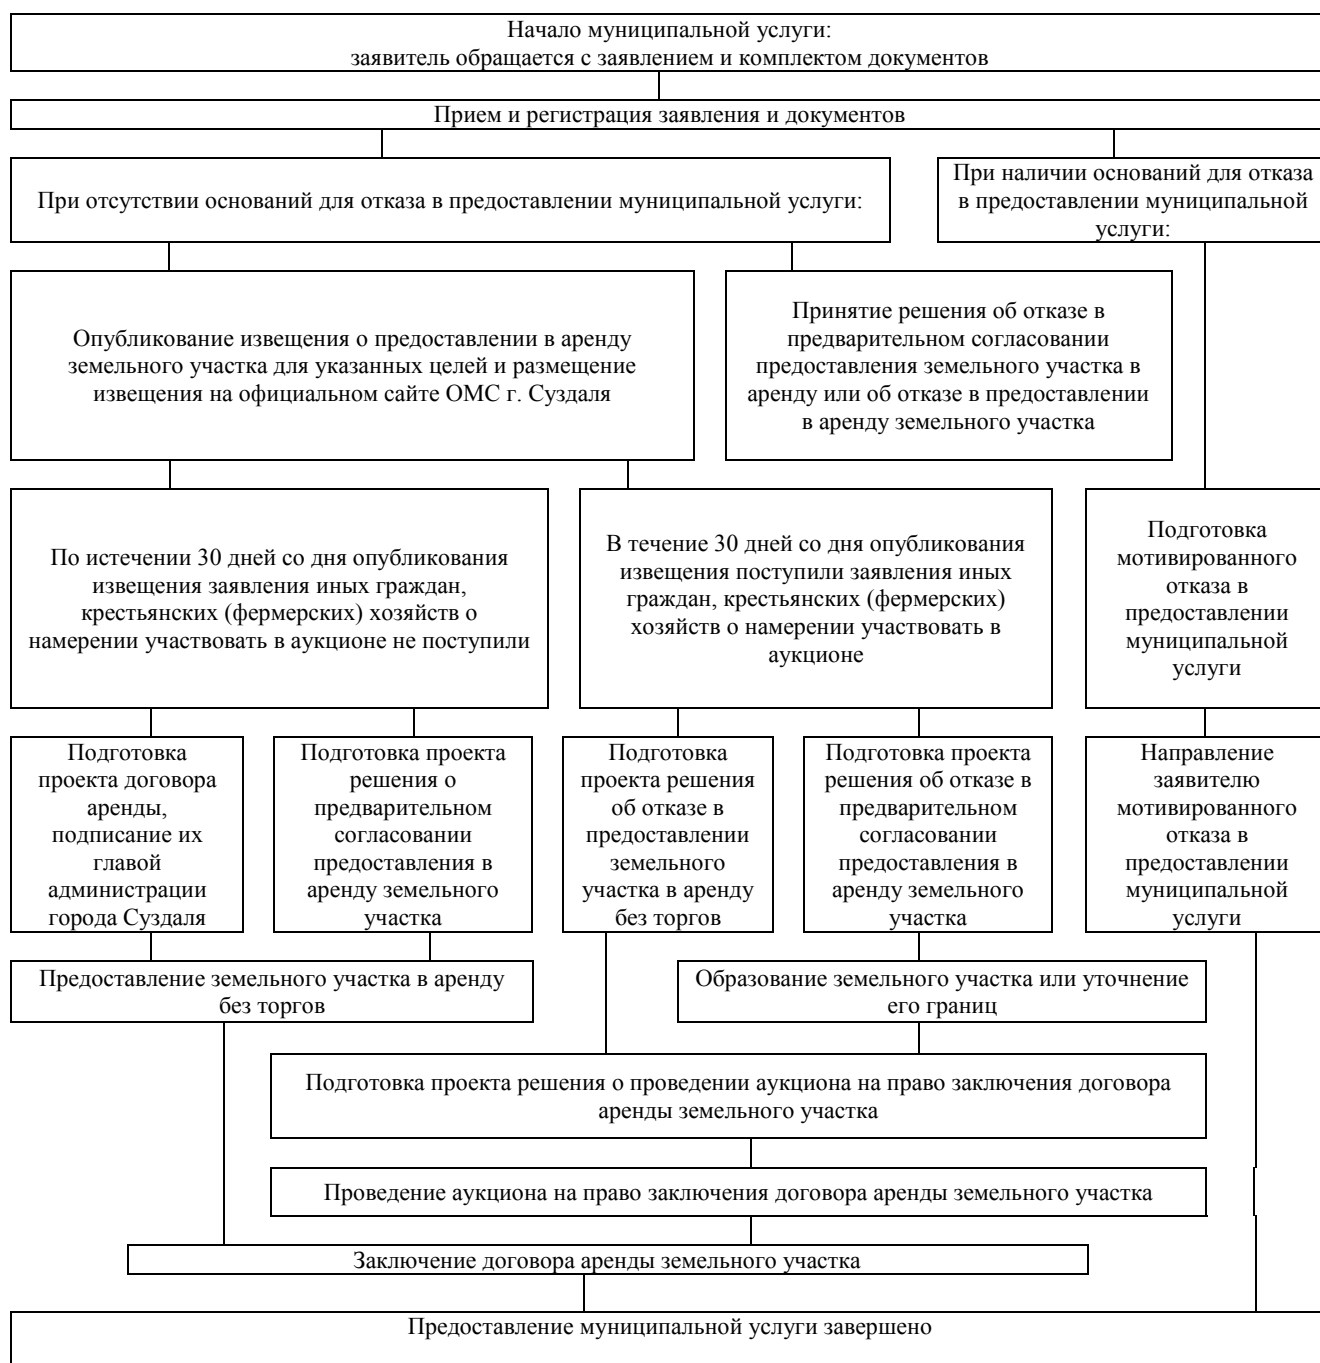 Начало муниципальной услуги:
заявитель обращается с заявлением и комплектом документов
Прием и регистрация заявления и документов
При отсутствии оснований для отказа в предоставлении муниципальной услуги:
При наличии оснований для отказа
в предоставлении муниципальной
услуги:
Опубликование извещения о предоставлении в аренду
земельного участка для указанных целей и размещение
извещения на официальном сайте ОМС г. Суздаля
Принятие решения об отказе в
предварительном согласовании
предоставления земельного участка в
аренду или об отказе в предоставлении
в аренду земельного участка
По истечении 30 дней со дня опубликования
извещения заявления иных граждан,
крестьянских (фермерских) хозяйств о
намерении участвовать в аукционе не поступили
В течение 30 дней со дня опубликования
извещения поступили заявления иных
граждан, крестьянских (фермерских)
хозяйств о намерении участвовать в
аукционе
Подготовка
мотивированного
отказа в
предоставлении
муниципальной
услуги
Подготовка
проекта договора
аренды,
подписание их
главой
администрации
города Суздаля
Подготовка проекта
решения о
предварительном
согласовании
предоставления в
аренду земельного
участка
Подготовка
проекта решения
об отказе в
предоставлении
земельного
участка в аренду
без торгов
Подготовка проекта
решения об отказе в
предварительном
согласовании
предоставления в
аренду земельного
участка
Направление
заявителю
мотивированного
отказа в
предоставлении
муниципальной
услуги
Предоставление земельного участка в аренду
без торгов
Образование земельного участка или уточнение
его границ
Подготовка проекта решения о проведении аукциона на право заключения договора
аренды земельного участка
Проведение аукциона на право заключения договора аренды земельного участка
Заключение договора аренды земельного участка
Предоставление муниципальной услуги завершено